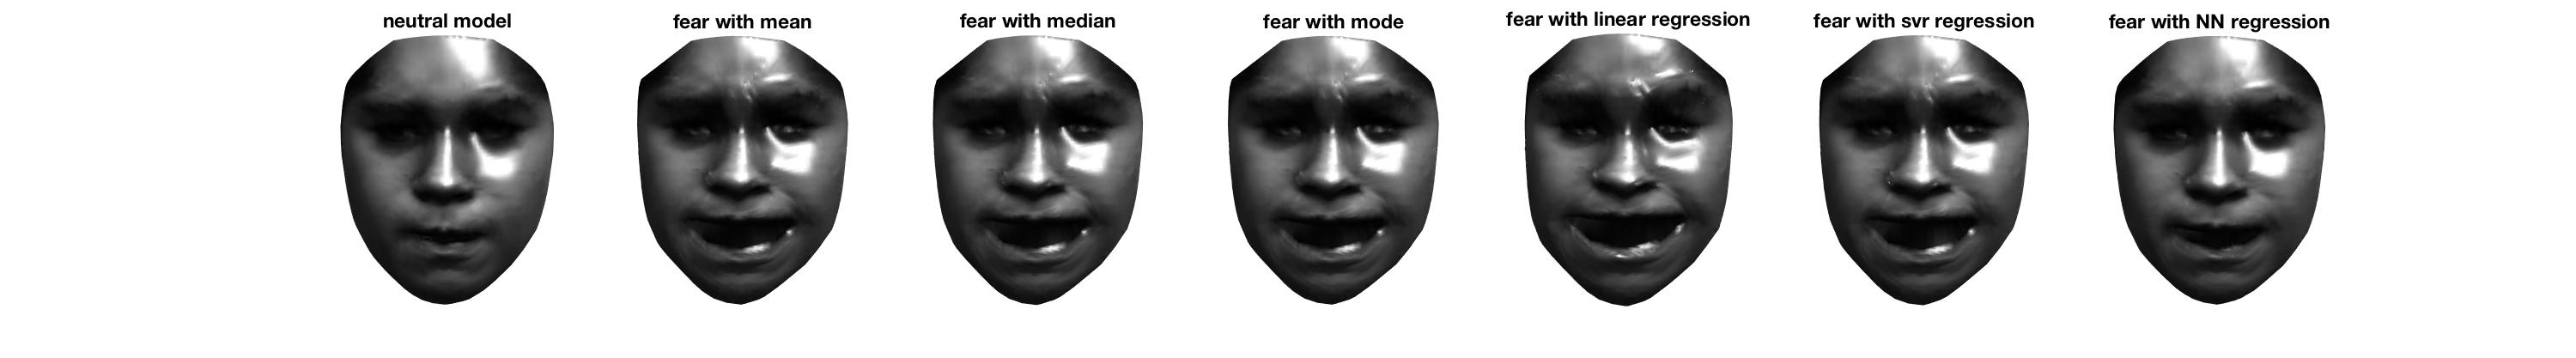 neutral model
fear with mean
fear with median
fear with mode
fear with linear regression
fear with svr regression
fear with NN regression